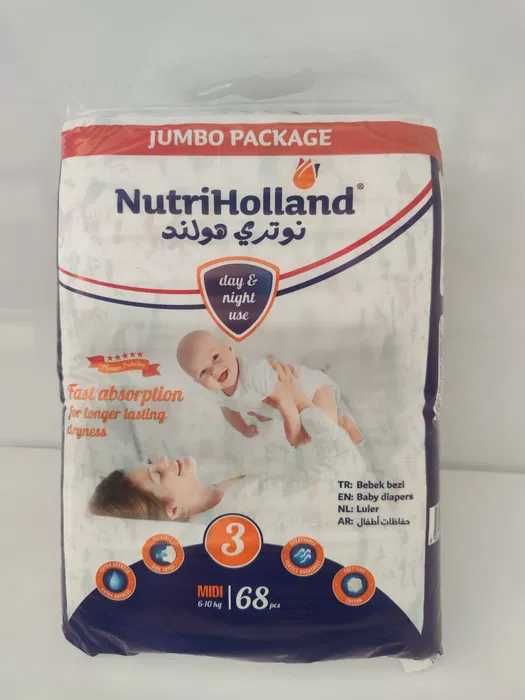 JUMBO PACKAGE
NutriHolland®
نوتري هولند
day &
night
use
Fast absorption
for longer lasting
dryness
TR: Bebek bezi
EN: Baby diapers
NL: Luier
AR: حفاضات أطفال
3
MIDI
6-10 kg
68 pcs